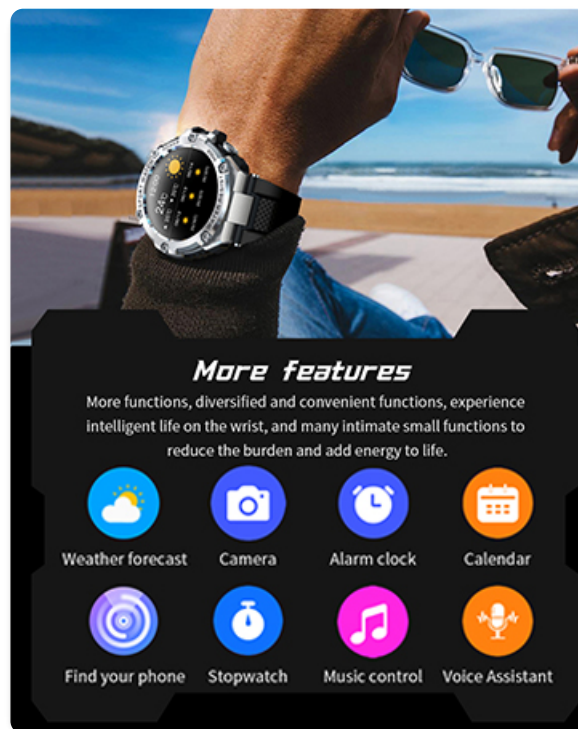 24
More features
More functions, diversified and convenient functions, experience
intelligent life on the wrist, and many intimate small functions to
reduce the burden and add energy to life.
Weather forecast Camera Alarm clock Calendar
Find your phone Stopwatch Music control Voice Assistant